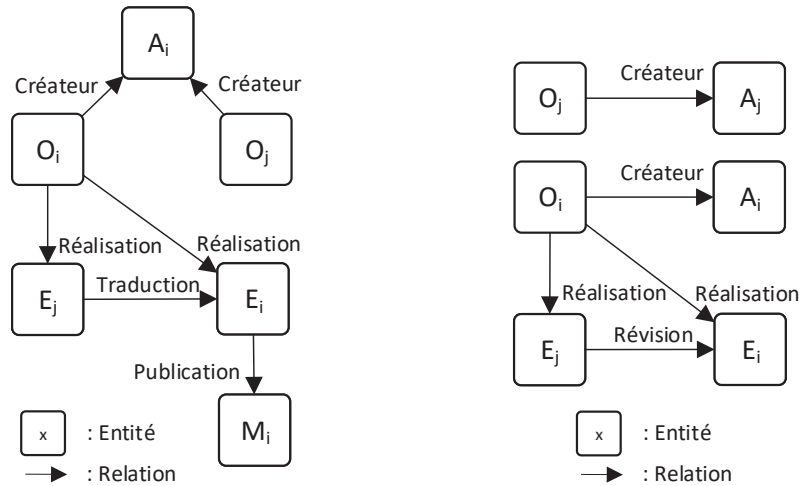 Ai
Créateur
Créateur
Oi
Oj
Réalisation
Réalisation
Ej
Traduction
Ei
Publication
Mi
x : Entité
: Relation
Oj
Créateur
Aj
Oi
Créateur
Ai
Réalisation
Réalisation
Ej
Révision
Ei
x : Entité
: Relation